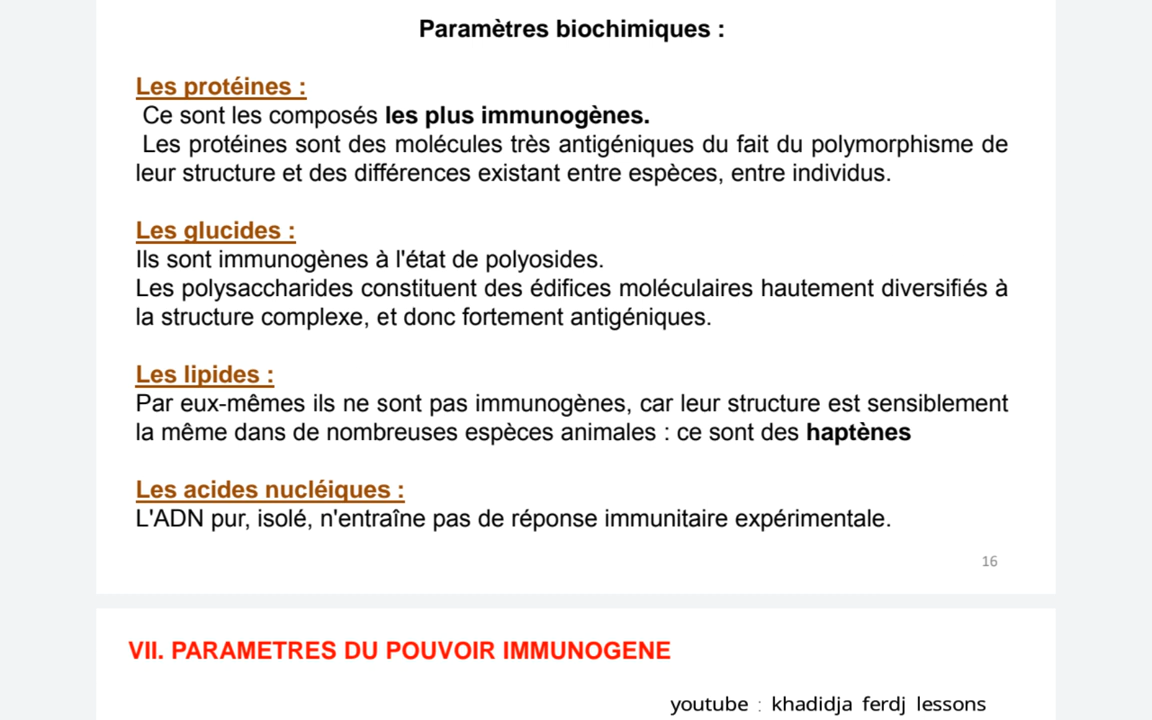 Paramètres biochimiques :
Les protéines :
Ce sont les composés les plus immunogènes.
Les protéines sont des molécules très antigéniques du fait du polymorphisme de
leur structure et des différences existant entre espèces, entre individus.
Les glucides :
Ils sont immunogènes à l'état de polyosides.
Les polysaccharides constituent des édifices moléculaires hautement diversifiés à
la structure complexe, et donc fortement antigéniques.
Les lipides :
Par eux-mêmes ils ne sont pas immunogènes, car leur structure est sensiblement
la même dans de nombreuses espèces animales : ce sont des haptènes
Les acides nucléiques :
L'ADN pur, isolé, n'entraîne pas de réponse immunitaire expérimentale.
16
VII. PARAMETRES DU POUVOIR IMMUNOGENE
youtube : khadidja ferdj lessons